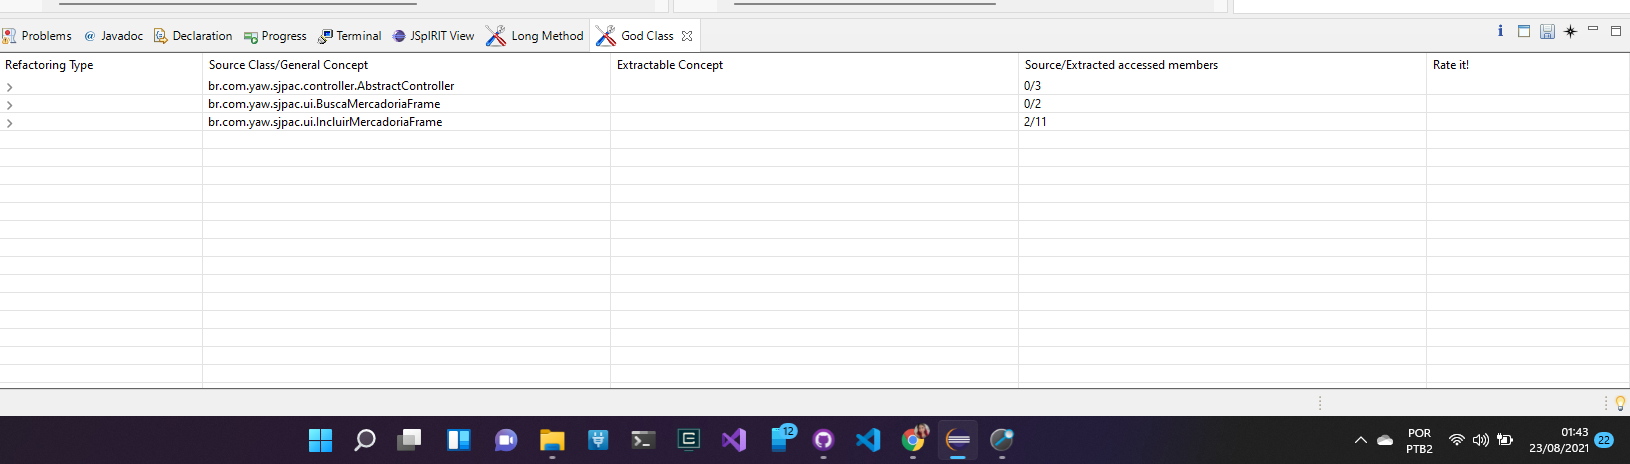 Problems @ Javadoc Declaration Progress Terminal JSpIRIT View Long Method God Class
Refactoring Type Source Class/General Concept Extractable Concept Source/Extracted accessed members Rate it!
br.com.yaw.sjpac.controller.AbstractController 0/3
br.com.yaw.sjpac.ui.BuscaMercadoriaFrame 0/2
br.com.yaw.sjpac.ui.IncluirMercadoriaFrame 2/11
12
POR
PTB2
01:43
23/08/2021
22